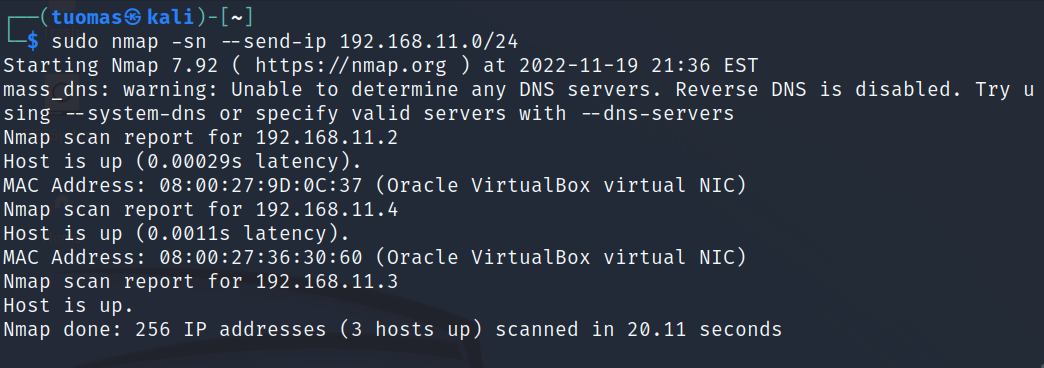 ┌──(tuomas㉿kali)-[~]
└─$ sudo nmap -sn --send-ip 192.168.11.0/24
Starting Nmap 7.92 ( https://nmap.org ) at 2022-11-19 21:36 EST
mass_dns: warning: Unable to determine any DNS servers. Reverse DNS is disabled. Try u
sing --system-dns or specify valid servers with --dns-servers
Nmap scan report for 192.168.11.2
Host is up (0.00029s latency).
MAC Address: 08:00:27:9D:0C:37 (Oracle VirtualBox virtual NIC)
Nmap scan report for 192.168.11.4
Host is up (0.0011s latency).
MAC Address: 08:00:27:36:30:60 (Oracle VirtualBox virtual NIC)
Nmap scan report for 192.168.11.3
Host is up.
Nmap done: 256 IP addresses (3 hosts up) scanned in 20.11 seconds